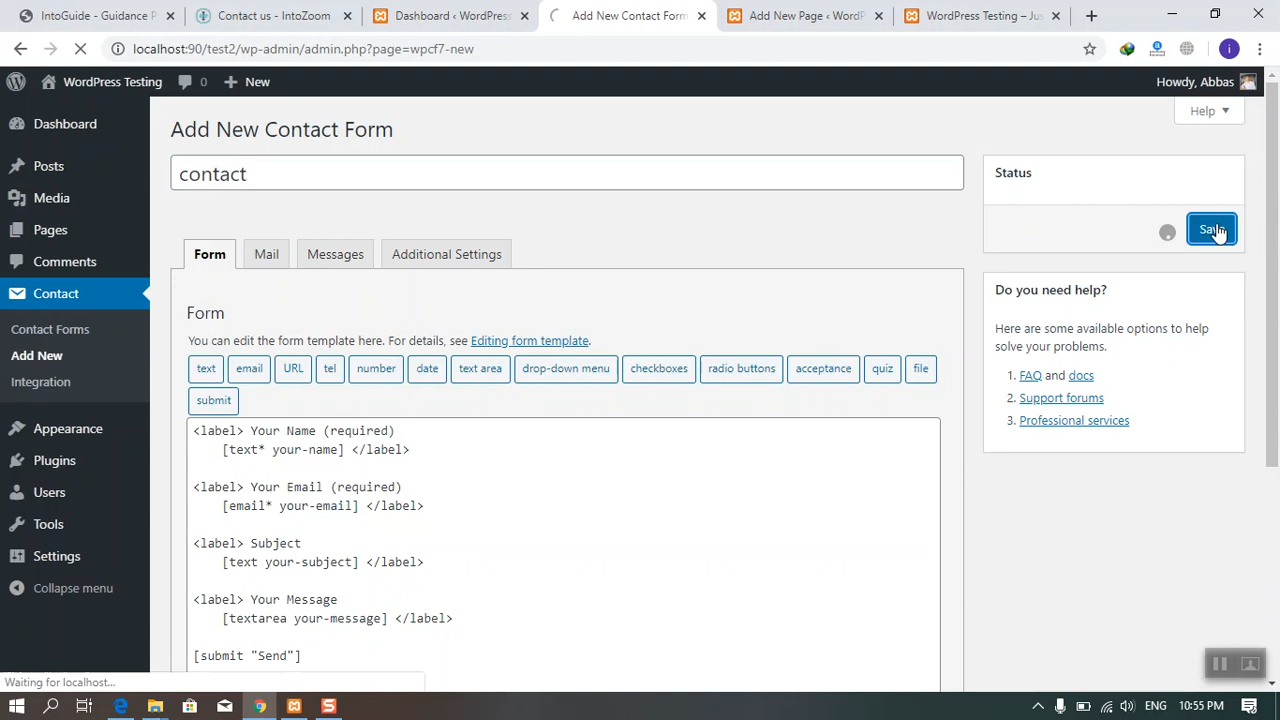 IntoGuide - Guidance P
Contact us - IntoZoom
Dashboard ‹ WordPress
Add New Contact Form
Add New Page ‹ WordP
WordPress Testing – Jus
localhost:90/test2/wp-admin/admin.php?page=wpcf7-new
i
WordPress Testing
0
New
Howdy, Abbas
Help
Dashboard
Posts
Media
Pages
Comments
Contact
Contact Forms
Add New
Integration
Appearance
Plugins
Users
Tools
Settings
Collapse menu
Add New Contact Form
contact
Form
Mail
Messages
Additional Settings
Form
You can edit the form template here. For details, see Editing form template.
text
email
URL
tel
number
date
text area
drop-down menu
checkboxes
radio buttons
acceptance
quiz
file
submit
<label> Your Name (required)
[text* your-name] </label>
<label> Your Email (required)
[email* your-email] </label>
<label> Subject
[text your-subject] </label>
<label> Your Message
[textarea your-message] </label>
[submit "Send"]
Status
Save
Do you need help?
Here are some available options to help
solve your problems.
1. FAQ and docs
2. Support forums
3. Professional services
Waiting for localhost...
ENG
10:55 PM